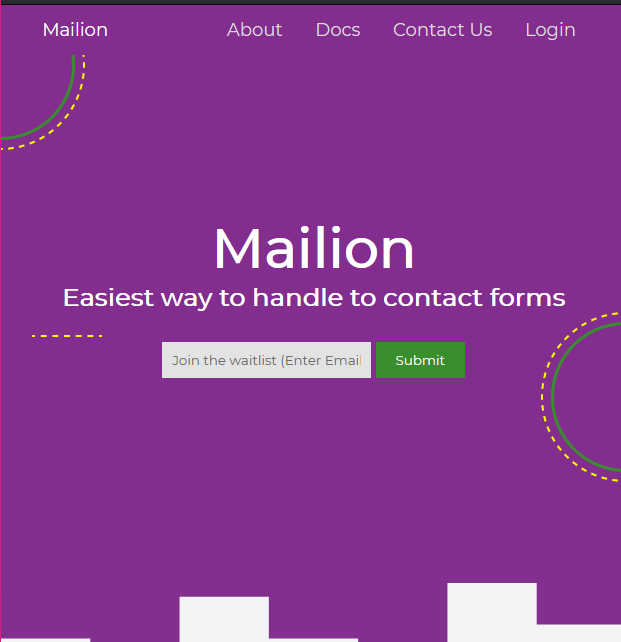 Mailion About Docs Contact Us Login
Mailion
Easiest way to handle to contact forms
Join the waitlist (Enter Email Submit